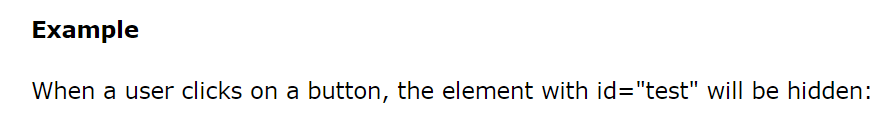 Example
When a user clicks on a button, the element with id="test" will be hidden: